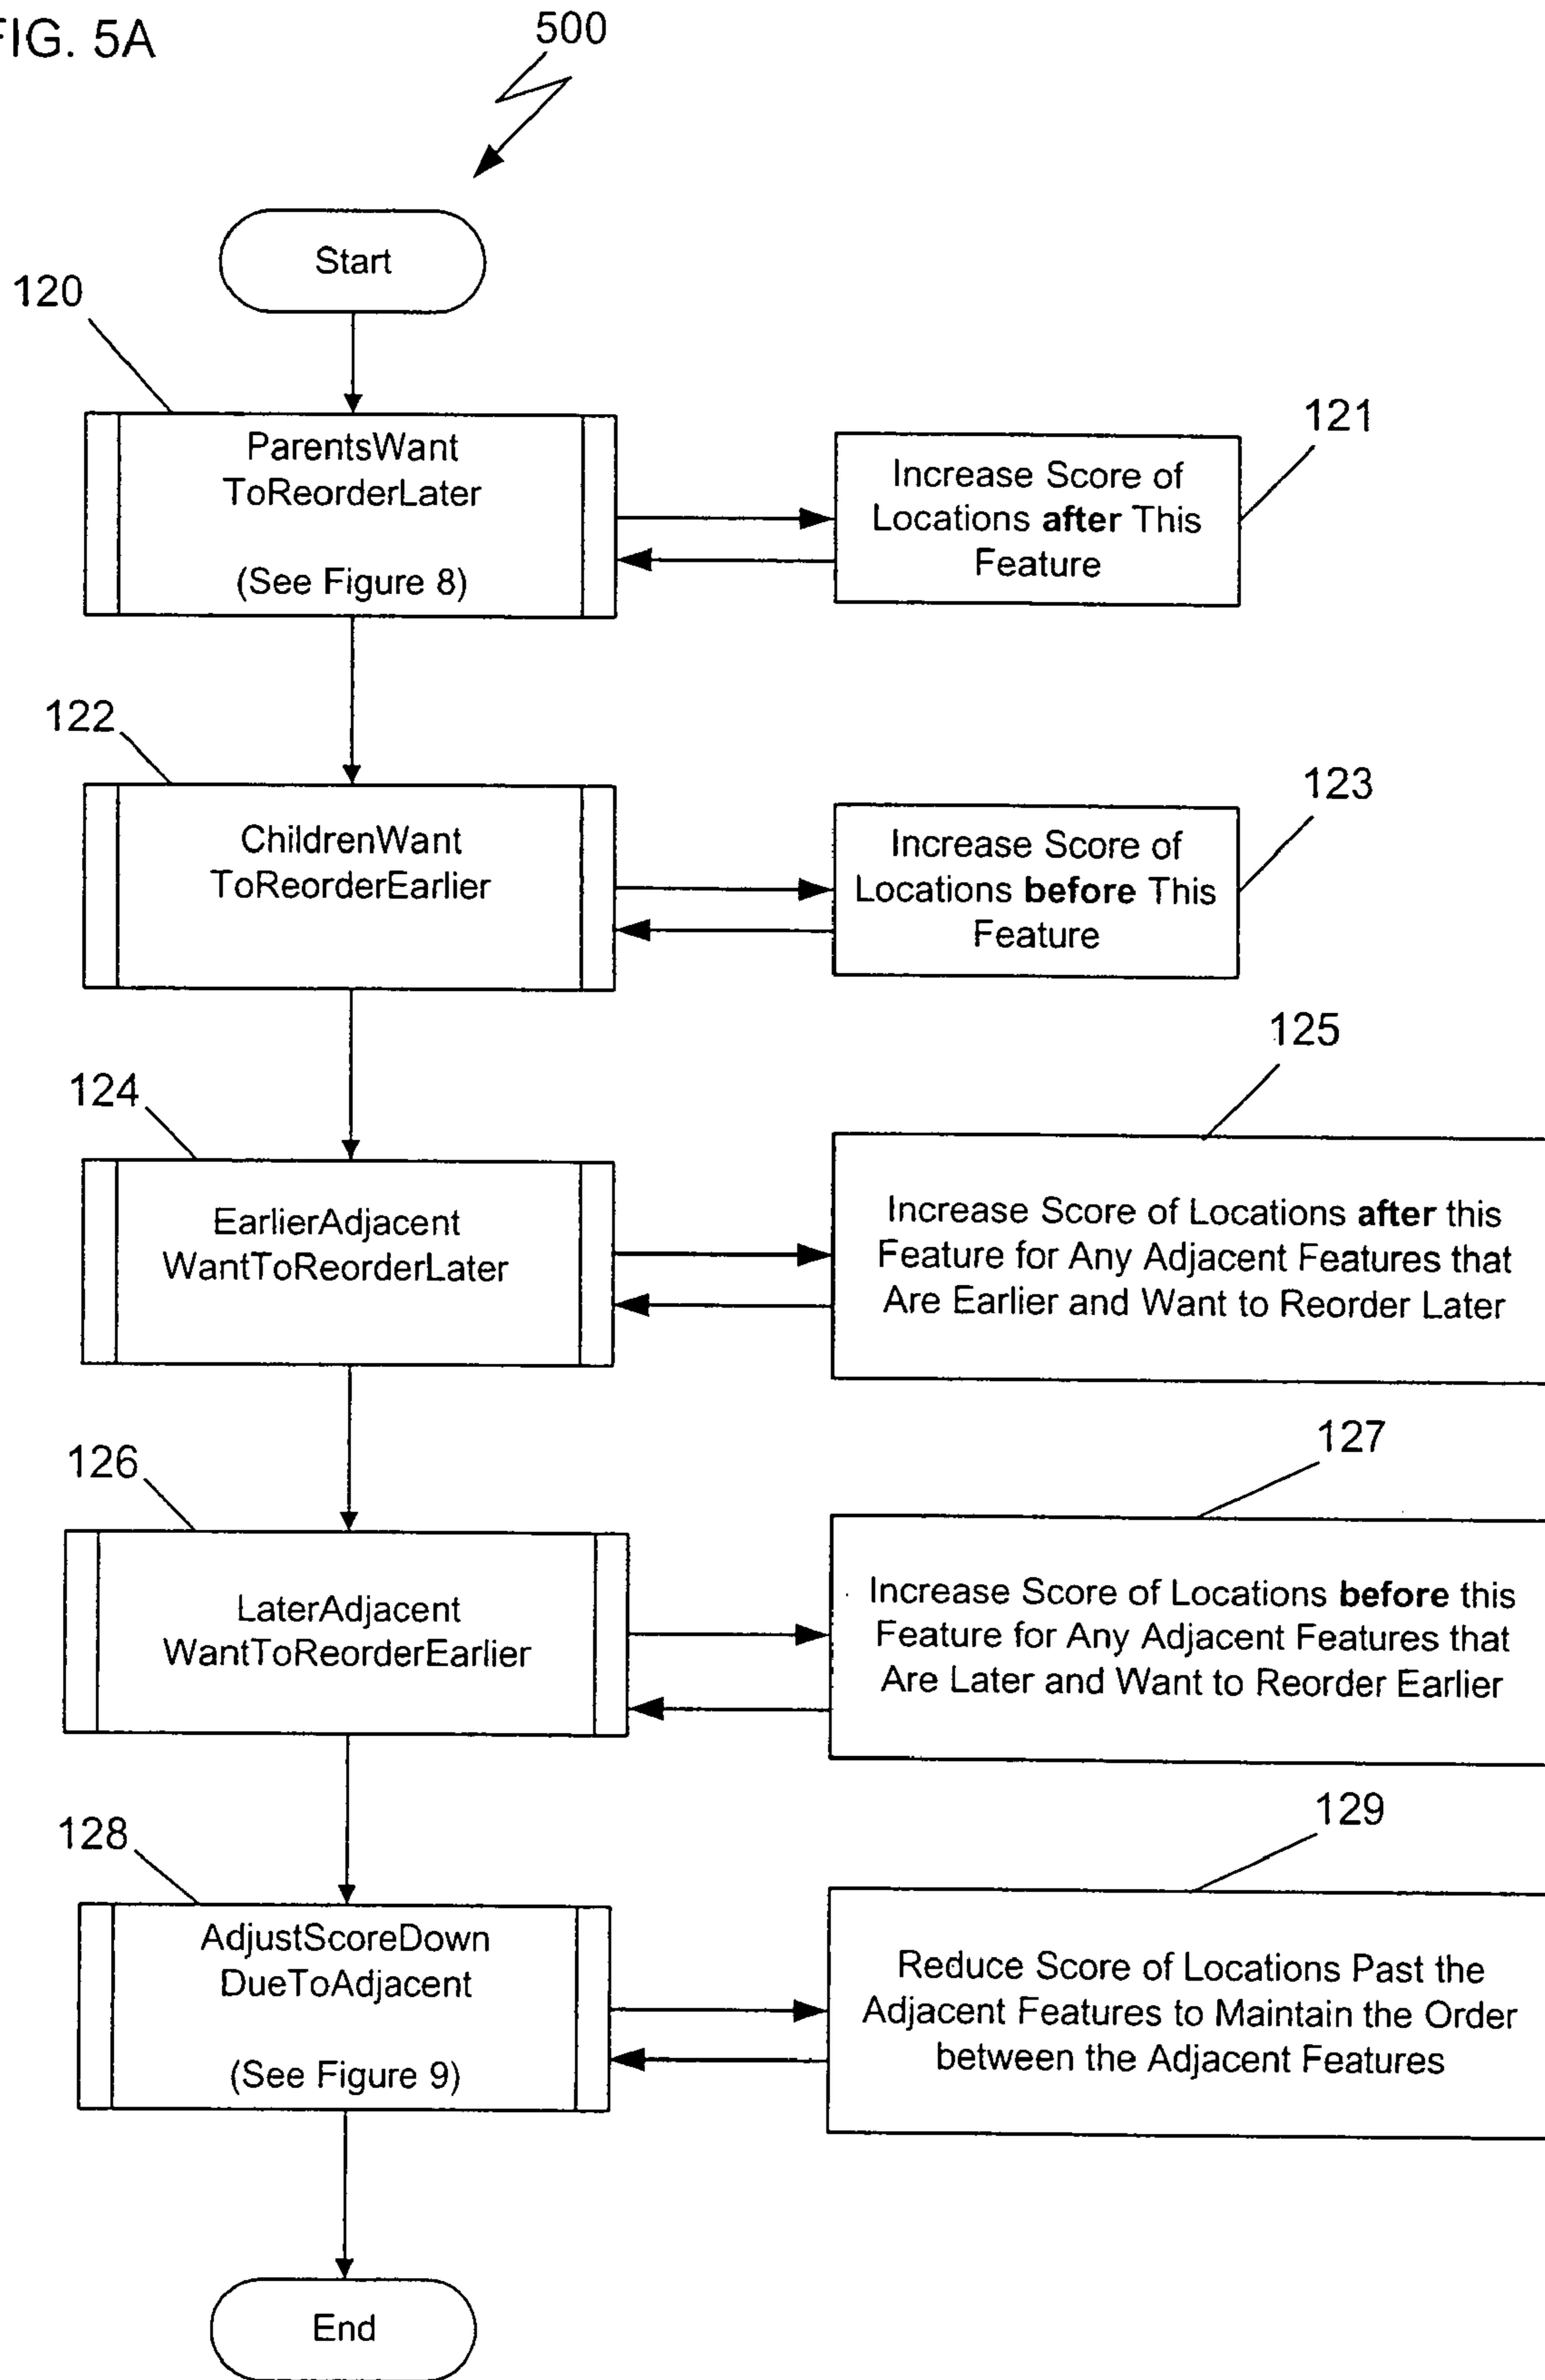 FIG. 5A
500
Start
120
ParentsWant
ToReorderLater
(See Figure 8)
121
Increase Score of
Locations after This
Feature
122
ChildrenWant
ToReorderEarlier
123
Increase Score of
Locations before This
Feature
124
EarlierAdjacent
WantToReorderLater
125
Increase Score of Locations after this
Feature for Any Adjacent Features that
Are Earlier and Want to Reorder Later
126
LaterAdjacent
WantToReorderEarlier
127
Increase Score of Locations before this
Feature for Any Adjacent Features that
Are Later and Want to Reorder Earlier
128
AdjustScoreDown
DueToAdjacent
(See Figure 9)
129
Reduce Score of Locations Past the
Adjacent Features to Maintain the Order
between the Adjacent Features
End